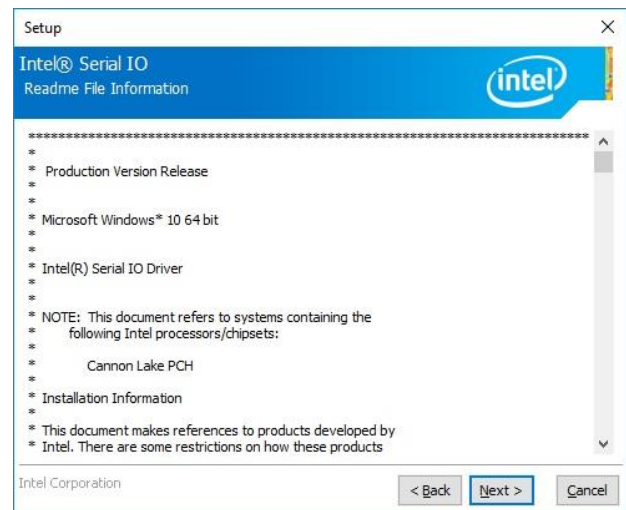 Setup
Intel® Serial IO
Readme File Information
intel
*******************************************************************************
*
* Production Version Release
*
*
* Microsoft Windows* 10 64 bit
*
*
* Intel(R) Serial IO Driver
*
*
* NOTE: This document refers to systems containing the
* following Intel processors/chipsets:
*
* Cannon Lake PCH
*
* Installation Information
*
* This document makes references to products developed by
* Intel. There are some restrictions on how these products
Intel Corporation
< Back Next > Cancel